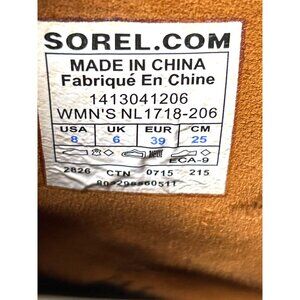 SOREL.COM
MADE IN CHINA
Fabriqué En Chine
1413041206
WMN'S NL1718-206
USA UK EUR CM
8 6 39 25
ECA-9
2826 CTN 0715 215